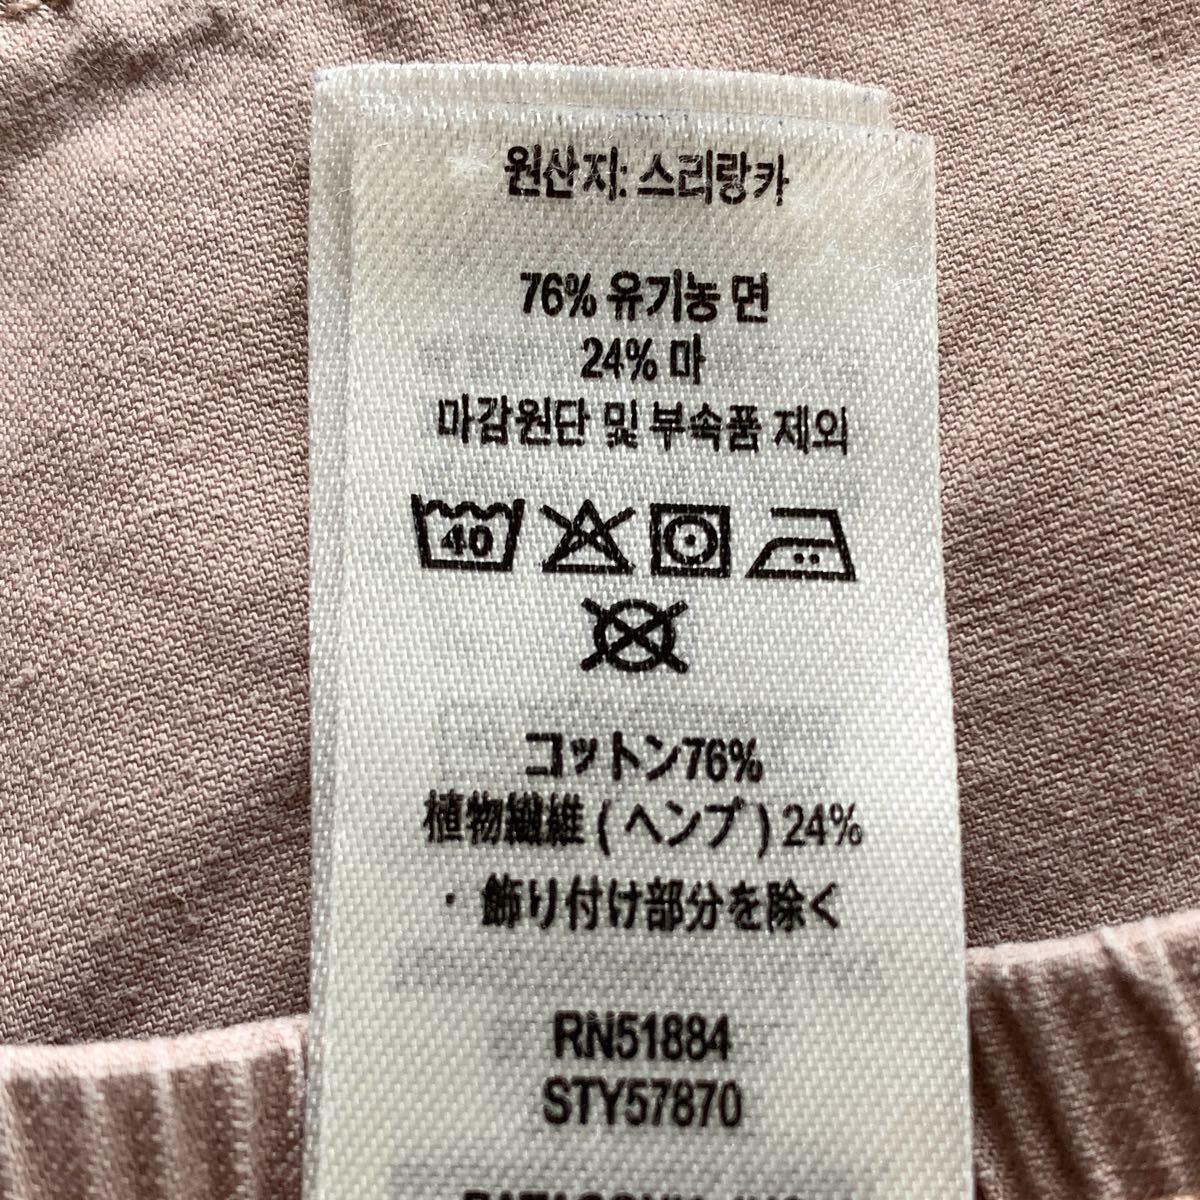 원산지: 스리랑카
76% 유기농 면
24% 마
마감원단 및 부속품 제외
40
コットン76%
植物繊維 ( ヘンプ ) 24%
・飾り付け部分を除く
RN51884
STY57870